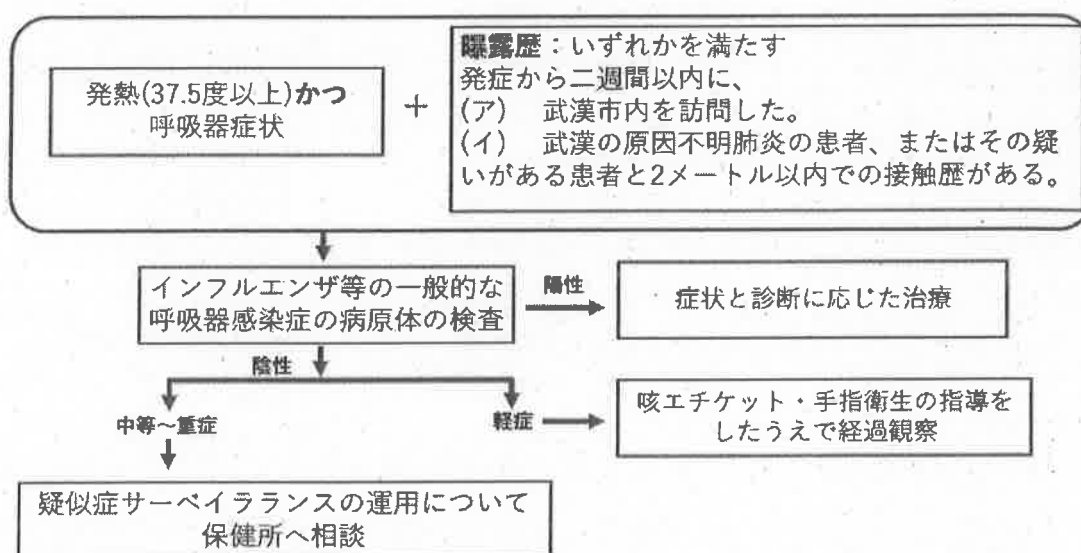 発熱(37.5度以上)かつ
呼吸器症状
+
曝露歴：いずれかを満たす
発症から二週間以内に、
(ア) 武漢市内を訪問した。
(イ) 武漢の原因不明肺炎の患者、またはその疑
いがある患者と2メートル以内での接触歴がある。
インフルエンザ等の一般的な
呼吸器感染症の病原体の検査
陽性
症状と診断に応じた治療
陰性
中等～重症
軽症
咳エチケット・手指衛生の指導を
したうえで経過観察
疑似症サーベイラランスの運用について
保健所へ相談